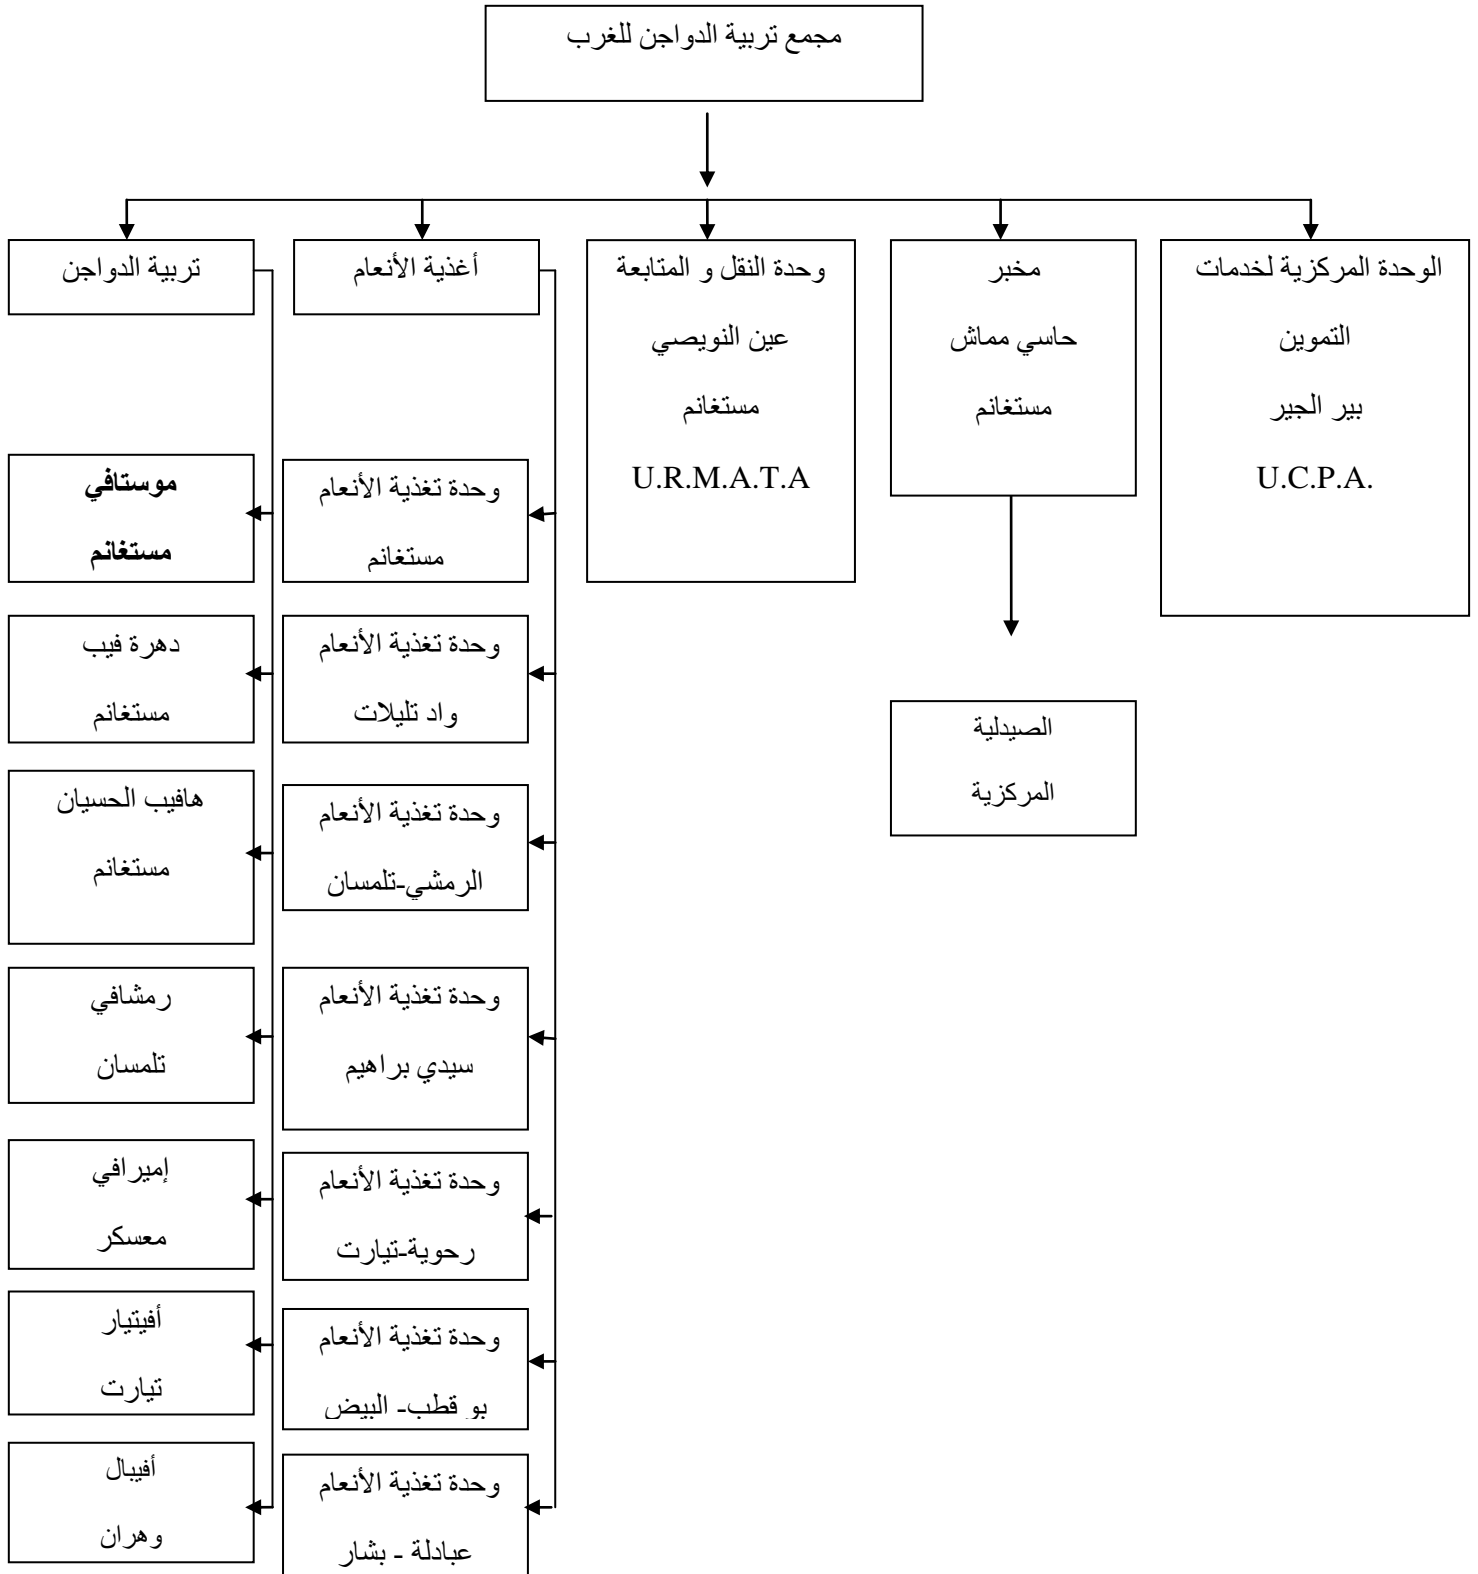 مجمع تربية الدواجن للغرب
الوحدة المركزية لخدمات
التموين
بير الجير
U.C.P.A.
مخبر
حاسي مماش
مستغانم
الصيدلية
المركزية
وحدة النقل و المتابعة
عين النويصي
مستغانم
U.R.M.A.T.A
أغذية الأنعام
وحدة تغذية الأنعام
مستغانم
وحدة تغذية الأنعام
واد تليلات
وحدة تغذية الأنعام
الرمشي-تلمسان
وحدة تغذية الأنعام
سيدي براهيم
وحدة تغذية الأنعام
رحوية-تيارت
وحدة تغذية الأنعام
بو قطب- البيض
وحدة تغذية الأنعام
عبادلة - بشار
تربية الدواجن
موستافي
مستغانم
دهرة فيب
مستغانم
هافيب الحسيان
مستغانم
رمشافي
تلمسان
إميرافي
معسكر
أفيتيار
تيارت
أفيبال
وهران